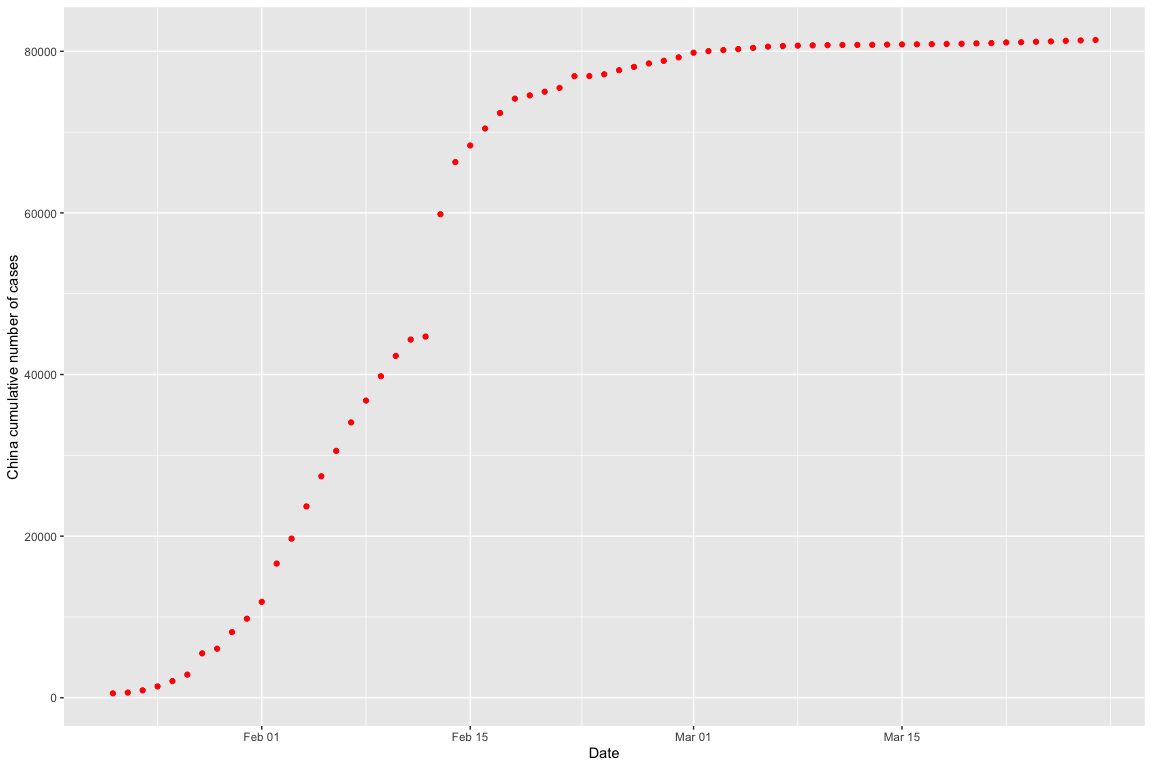 China cumulative number of cases
80000
60000
40000
20000
0
Feb 01
Feb 15
Mar 01
Mar 15
Date